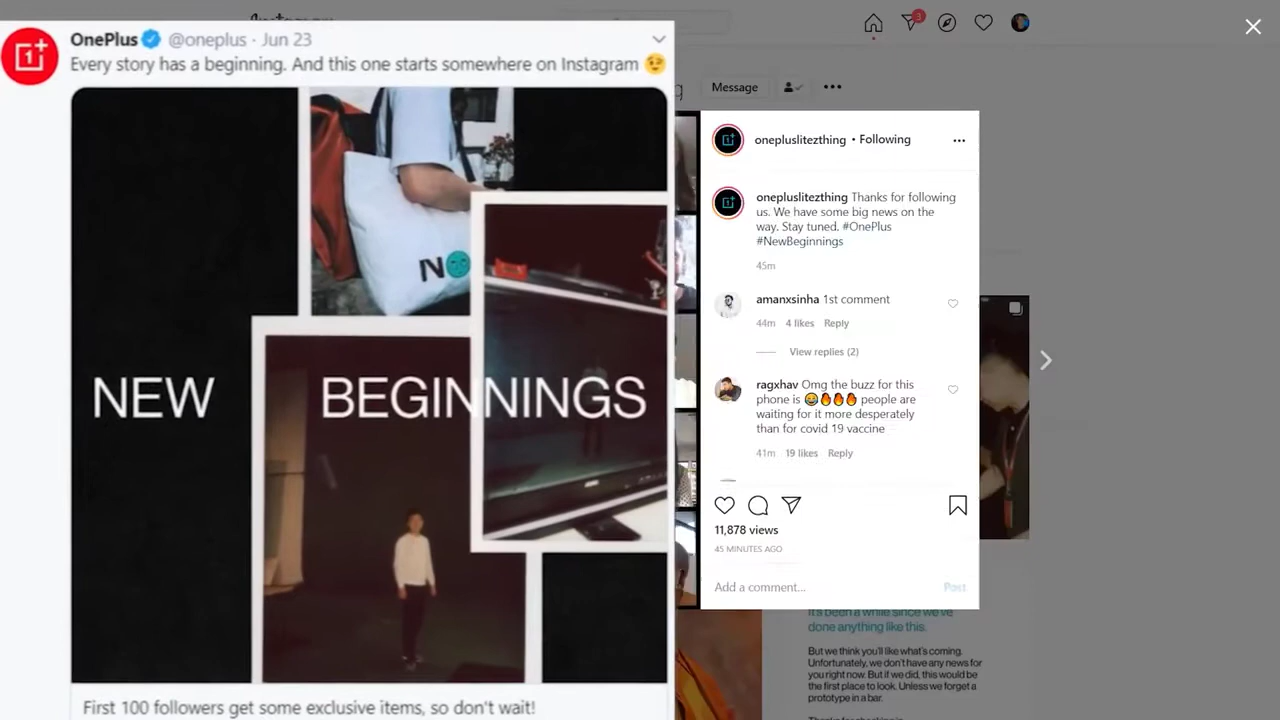 OnePlus @oneplus · Jun 23
Every story has a beginning. And this one starts somewhere on Instagram 😉
NEW BEGINNINGS
First 100 followers get some exclusive items, so don't wait!
3
Message
onepluslitezthing • Following
onepluslitezthing Thanks for following
us. We have some big news on the
way. Stay tuned. #OnePlus
#NewBeginnings
45m
amanxsinha 1st comment
44m 4 likes Reply
View replies (2)
ragxhav Omg the buzz for this
phone is 😂🔥🔥🔥 people are
waiting for it more desperately
than for covid 19 vaccine
41m 19 likes Reply
11,878 views
45 MINUTES AGO
Add a comment...
Post
It's been a while since we've
done anything like this.
But we think you'll like what's coming.
Unfortunately, we don't have any news for
you right now. But if we did, this would be
the first place to look. Unless we forget a
prototype in a bar.